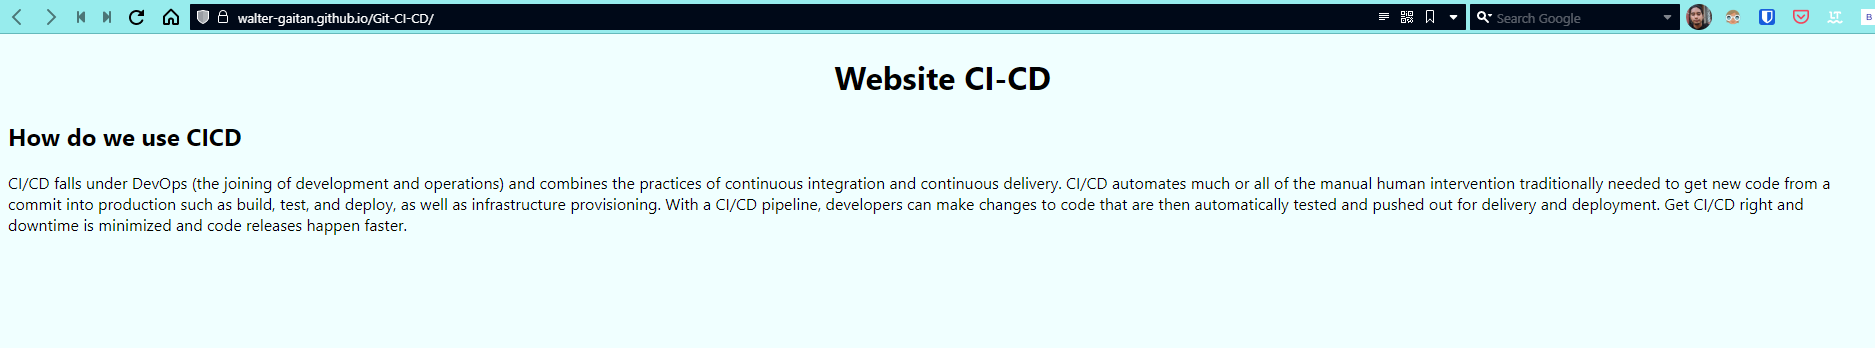 walter-gaitan.github.io/Git-CI-CD/
Search Google
LT
B
Website CI-CD
How do we use CICD
CI/CD falls under DevOps (the joining of development and operations) and combines the practices of continuous integration and continuous delivery. CI/CD automates much or all of the manual human intervention traditionally needed to get new code from a
commit into production such as build, test, and deploy, as well as infrastructure provisioning. With a CI/CD pipeline, developers can make changes to code that are then automatically tested and pushed out for delivery and deployment. Get CI/CD right and
downtime is minimized and code releases happen faster.